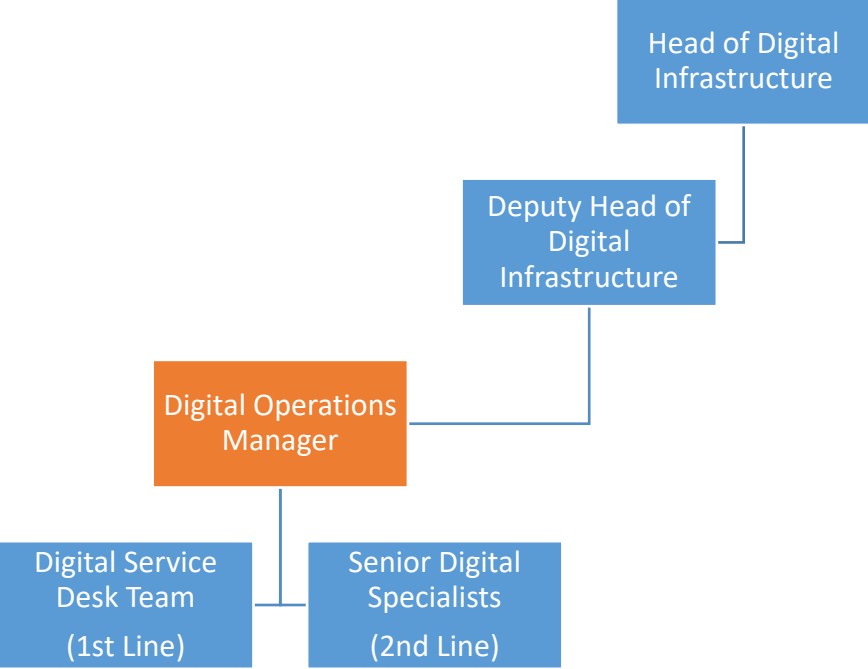 Head of Digital
Infrastructure
Deputy Head of
Digital
Infrastructure
Digital Operations
Manager
Digital Service
Desk Team
(1st Line)
Senior Digital
Specialists
(2nd Line)